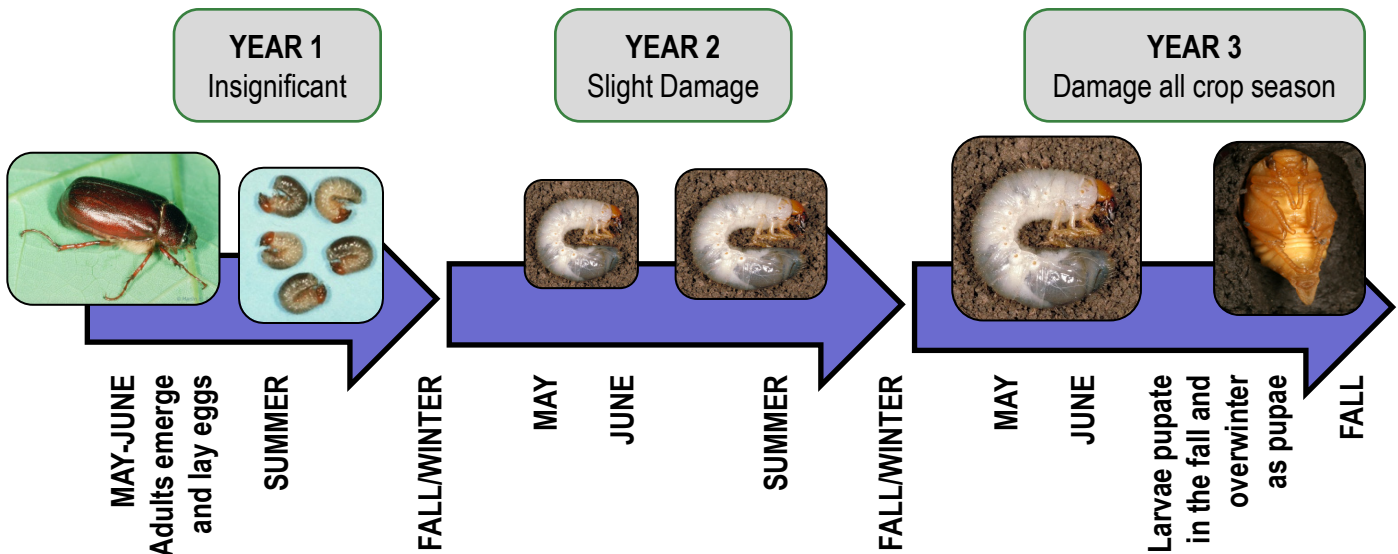 YEAR 1
Insignificant
YEAR 2
Slight Damage
YEAR 3
Damage all crop season
MAY-JUNE
Adults emerge
and lay eggs
SUMMER
FALL/WINTER
MAY
JUNE
SUMMER
FALL/WINTER
MAY
JUNE
Larvae pupate
in the fall and
overwinter
as pupae
FALL